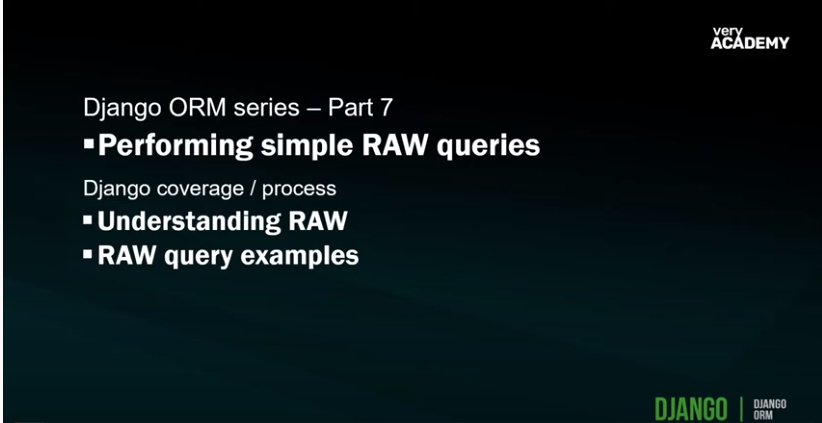 very
ACADEMY
Django ORM series – Part 7
▪Performing simple RAW queries
Django coverage / process
▪Understanding RAW
▪RAW query examples
DJANGO | DJANGO
ORM